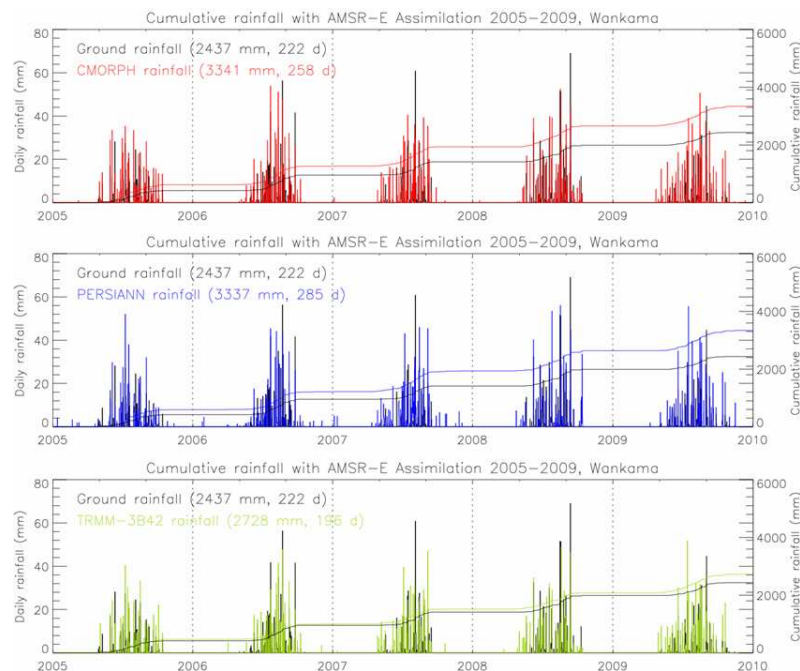 Cumulative rainfall with AMSR-E Assimilation 2005-2009, Wankama
Ground rainfall (2437 mm, 222 d)
CMORPH rainfall (3341 mm, 258 d)
Daily rainfall (mm)
80
60
40
20
0
Cumulative rainfall (mm)
6000
4000
2000
0
2005 2006 2007 2008 2009 2010
Cumulative rainfall with AMSR-E Assimilation 2005-2009, Wankama
Ground rainfall (2437 mm, 222 d)
PERSIANN rainfall (3337 mm, 285 d)
Daily rainfall (mm)
80
60
40
20
0
Cumulative rainfall (mm)
6000
4000
2000
0
2005 2006 2007 2008 2009 2010
Cumulative rainfall with AMSR-E Assimilation 2005-2009, Wankama
Ground rainfall (2437 mm, 222 d)
TRMM-3B42 rainfall (2728 mm, 196 d)
Daily rainfall (mm)
80
60
40
20
0
Cumulative rainfall (mm)
6000
4000
2000
0
2005 2006 2007 2008 2009 2010